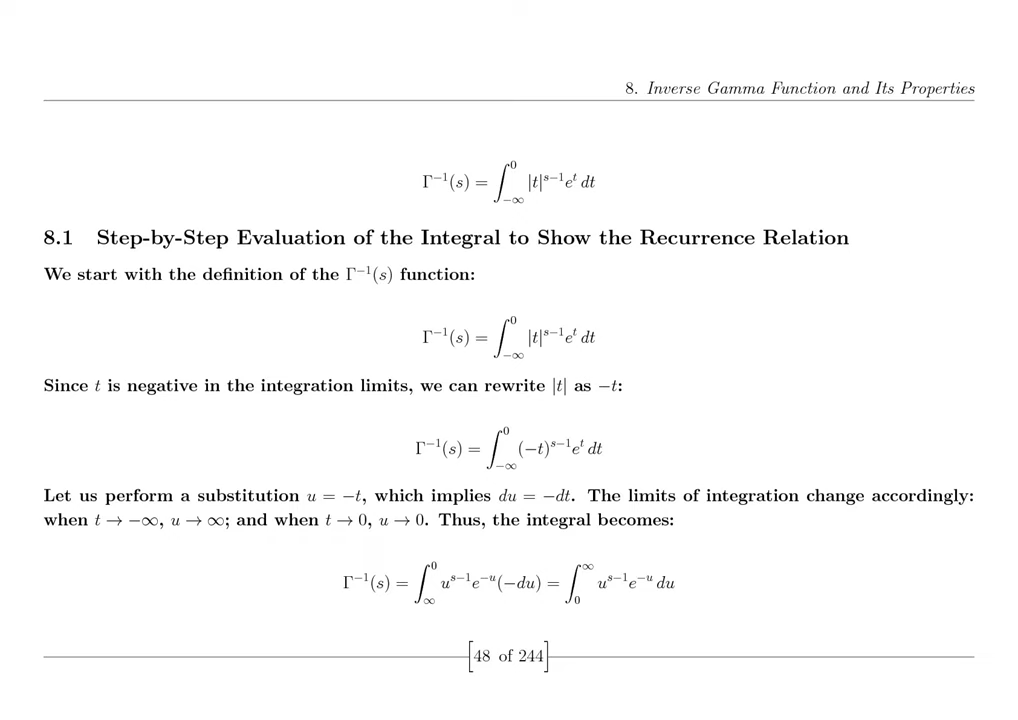 8. Inverse Gamma Function and Its Properties
Γ⁻¹(s) = ∫_{−∞}^{0} |t|^{s−1} e^{t} dt
8.1 Step-by-Step Evaluation of the Integral to Show the Recurrence Relation
We start with the definition of the Γ⁻¹(s) function:
Γ⁻¹(s) = ∫_{−∞}^{0} |t|^{s−1} e^{t} dt
Since t is negative in the integration limits, we can rewrite |t| as −t:
Γ⁻¹(s) = ∫_{−∞}^{0} (−t)^{s−1} e^{t} dt
Let us perform a substitution u = −t, which implies du = −dt. The limits of integration change accordingly:
when t → −∞, u → ∞; and when t → 0, u → 0. Thus, the integral becomes:
Γ⁻¹(s) = ∫_{∞}^{0} u^{s−1} e^{−u} (−du) = ∫_{0}^{∞} u^{s−1} e^{−u} du
[48 of 244]